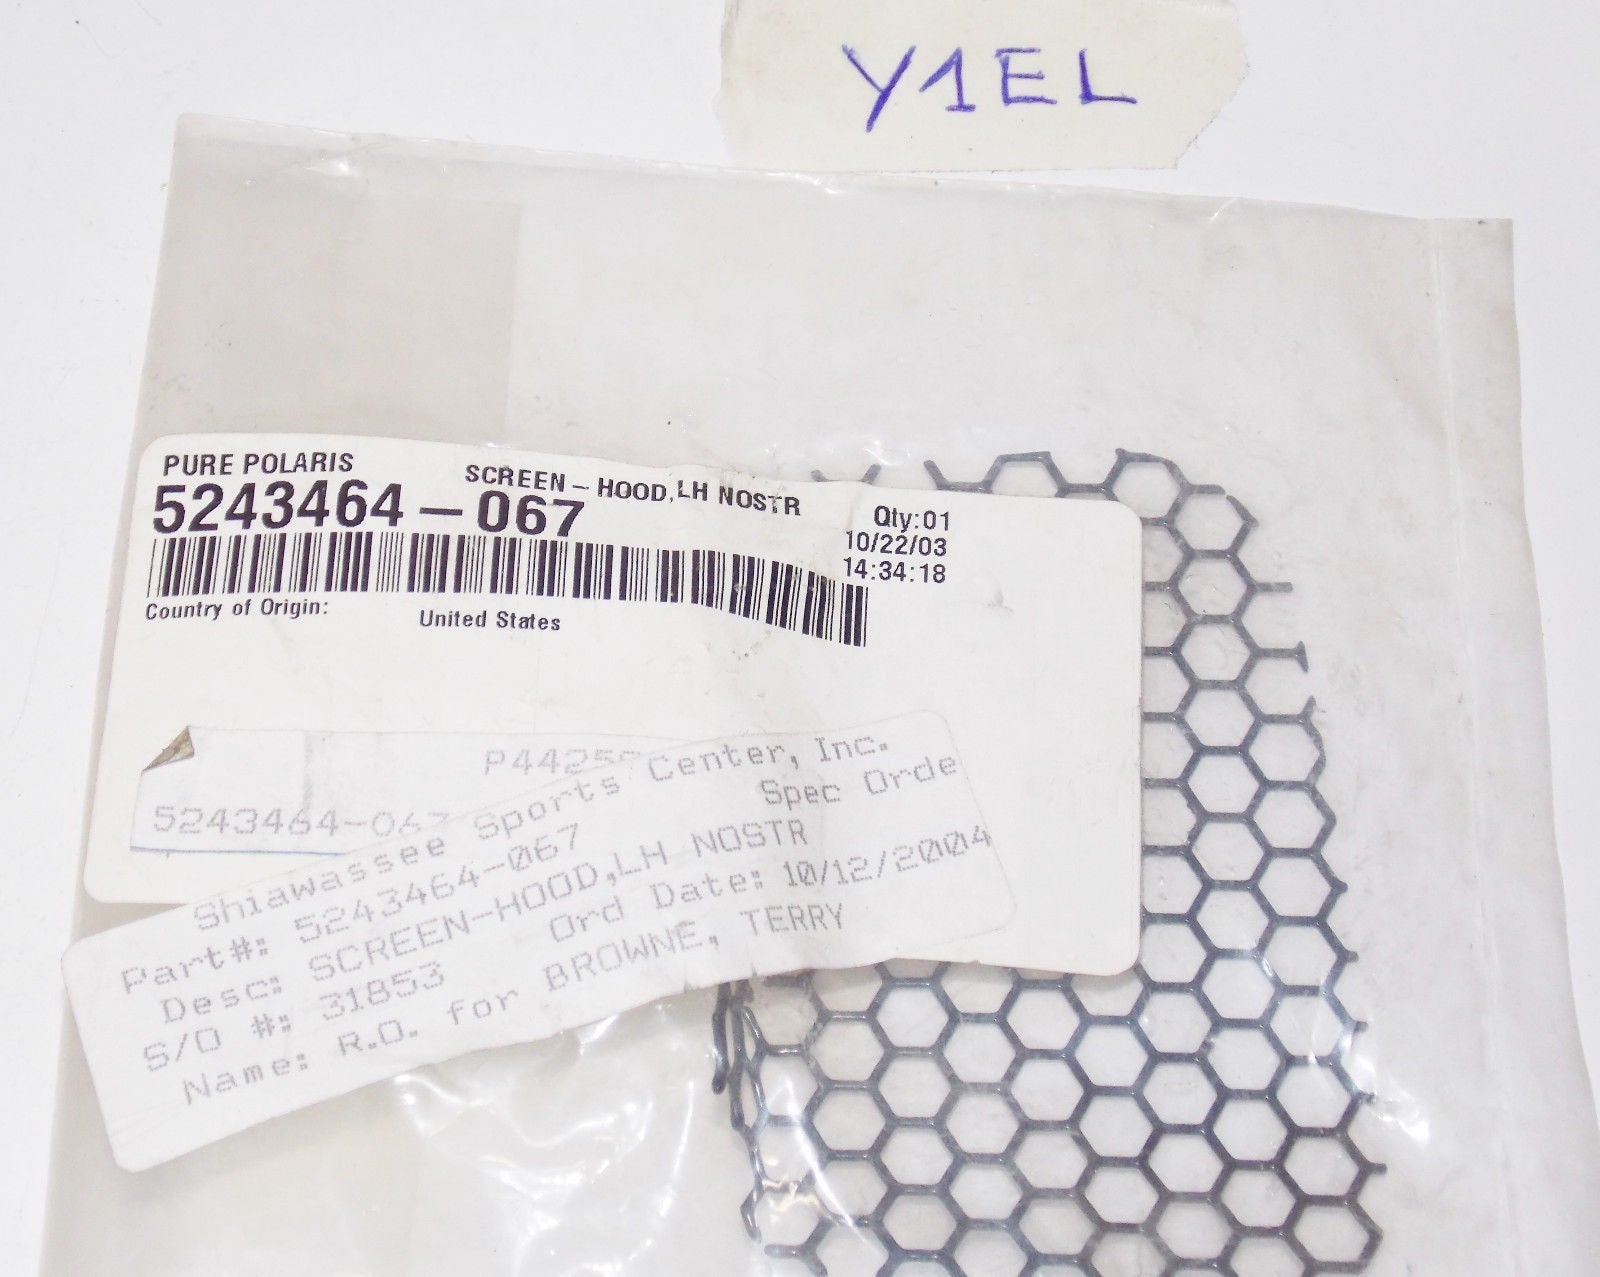 Y1EL
PURE POLARIS
SCREEN - HOOD, LH NOSTR
5243464-067
Qty:01
10/22/03
14:34:18
Country of Origin: United States
5243464-067
Shiawassee Sports Center, Inc.
Spec Orde
Part#: 5243464-067
Desc: SCREEN-HOOD,LH NOSTR
S/O #: 31853 Ord Date: 10/12/2004
Name: R.O. for BROWNE, TERRY